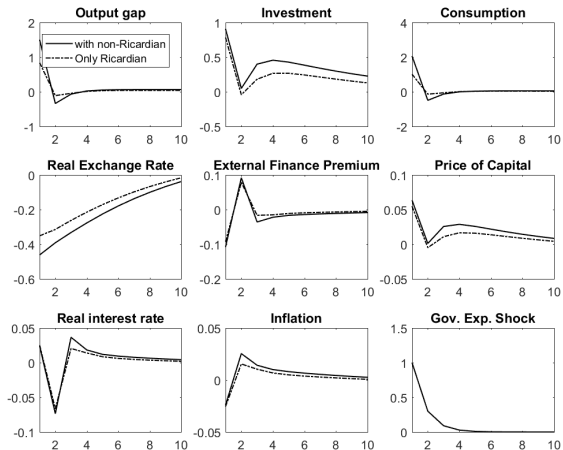 Output gap
2
with non-Ricardian
Only Ricardian
1
0
-1
2 4 6 8 10
Investment
1
0.5
0
-0.5
2 4 6 8 10
Consumption
4
2
0
-2
2 4 6 8 10
Real Exchange Rate
0
-0.2
-0.4
-0.6
2 4 6 8 10
External Finance Premium
0.1
0
-0.1
-0.2
2 4 6 8 10
Price of Capital
0.1
0.05
0
-0.05
2 4 6 8 10
Real interest rate
0.05
0
-0.05
-0.1
2 4 6 8 10
Inflation
0.05
0
-0.05
2 4 6 8 10
Gov. Exp. Shock
1.5
1
0.5
0
2 4 6 8 10